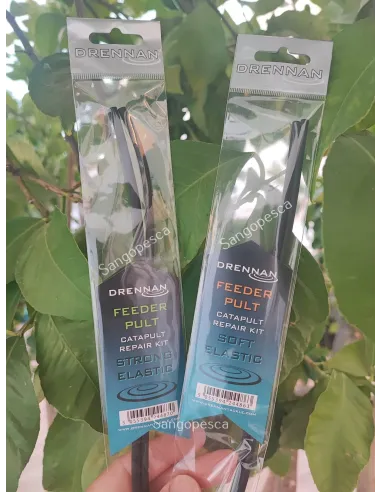 DRENNAN
Sangopesca
DRENNAN
FEEDER
PULT
CATAPULT
REPAIR KIT
STRONG
ELASTIC
Sangopesca
DRENNAN
Sangopesca
DRENNAN
FEEDER
PULT
CATAPULT
REPAIR KIT
SOFT
ELASTIC